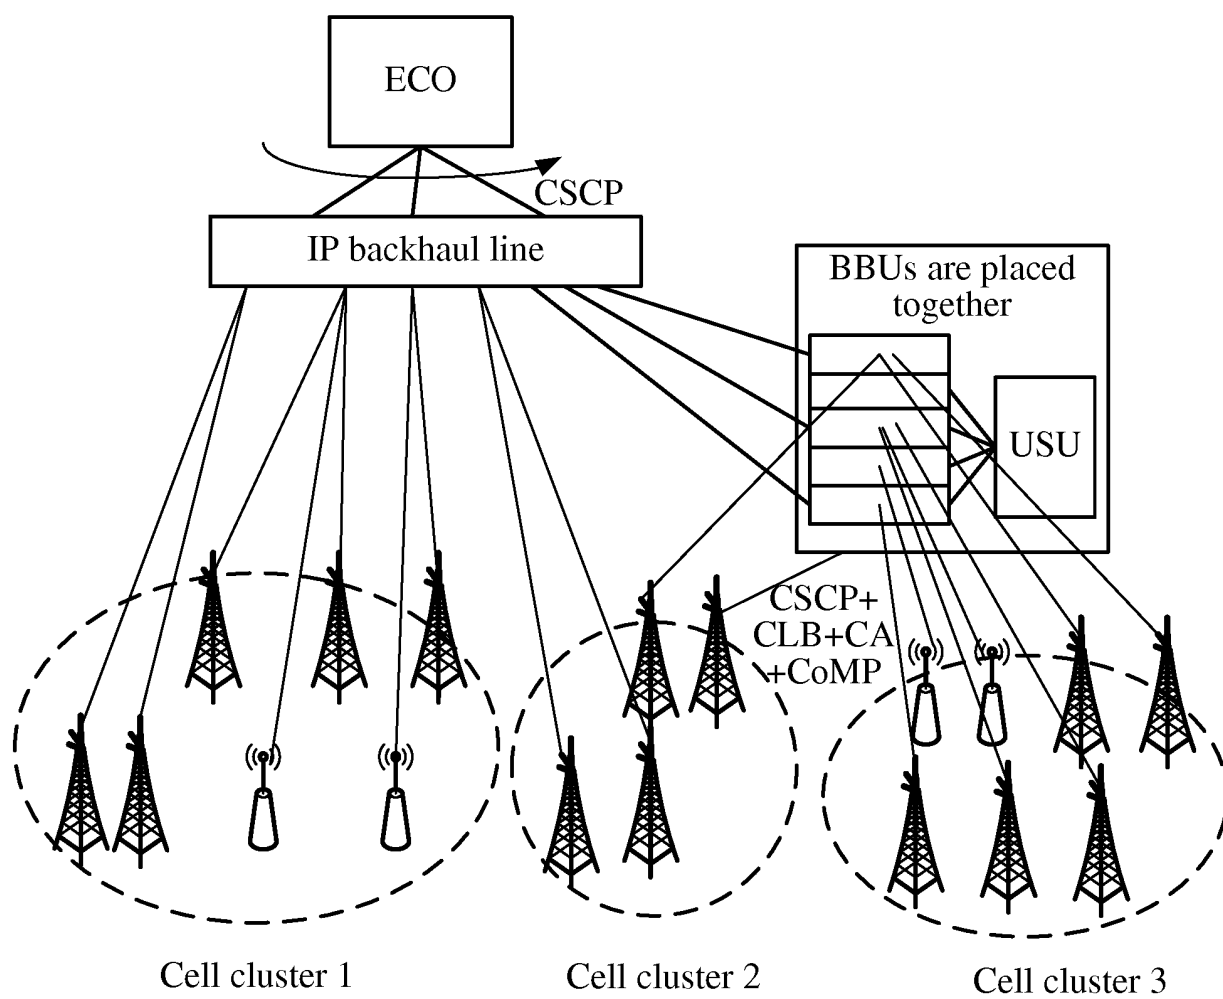 ECO
CSCP
IP backhaul line
BBUs are placed
together
USU
CSCP+
CLB+CA
+CoMP
Cell cluster 1
Cell cluster 2
Cell cluster 3